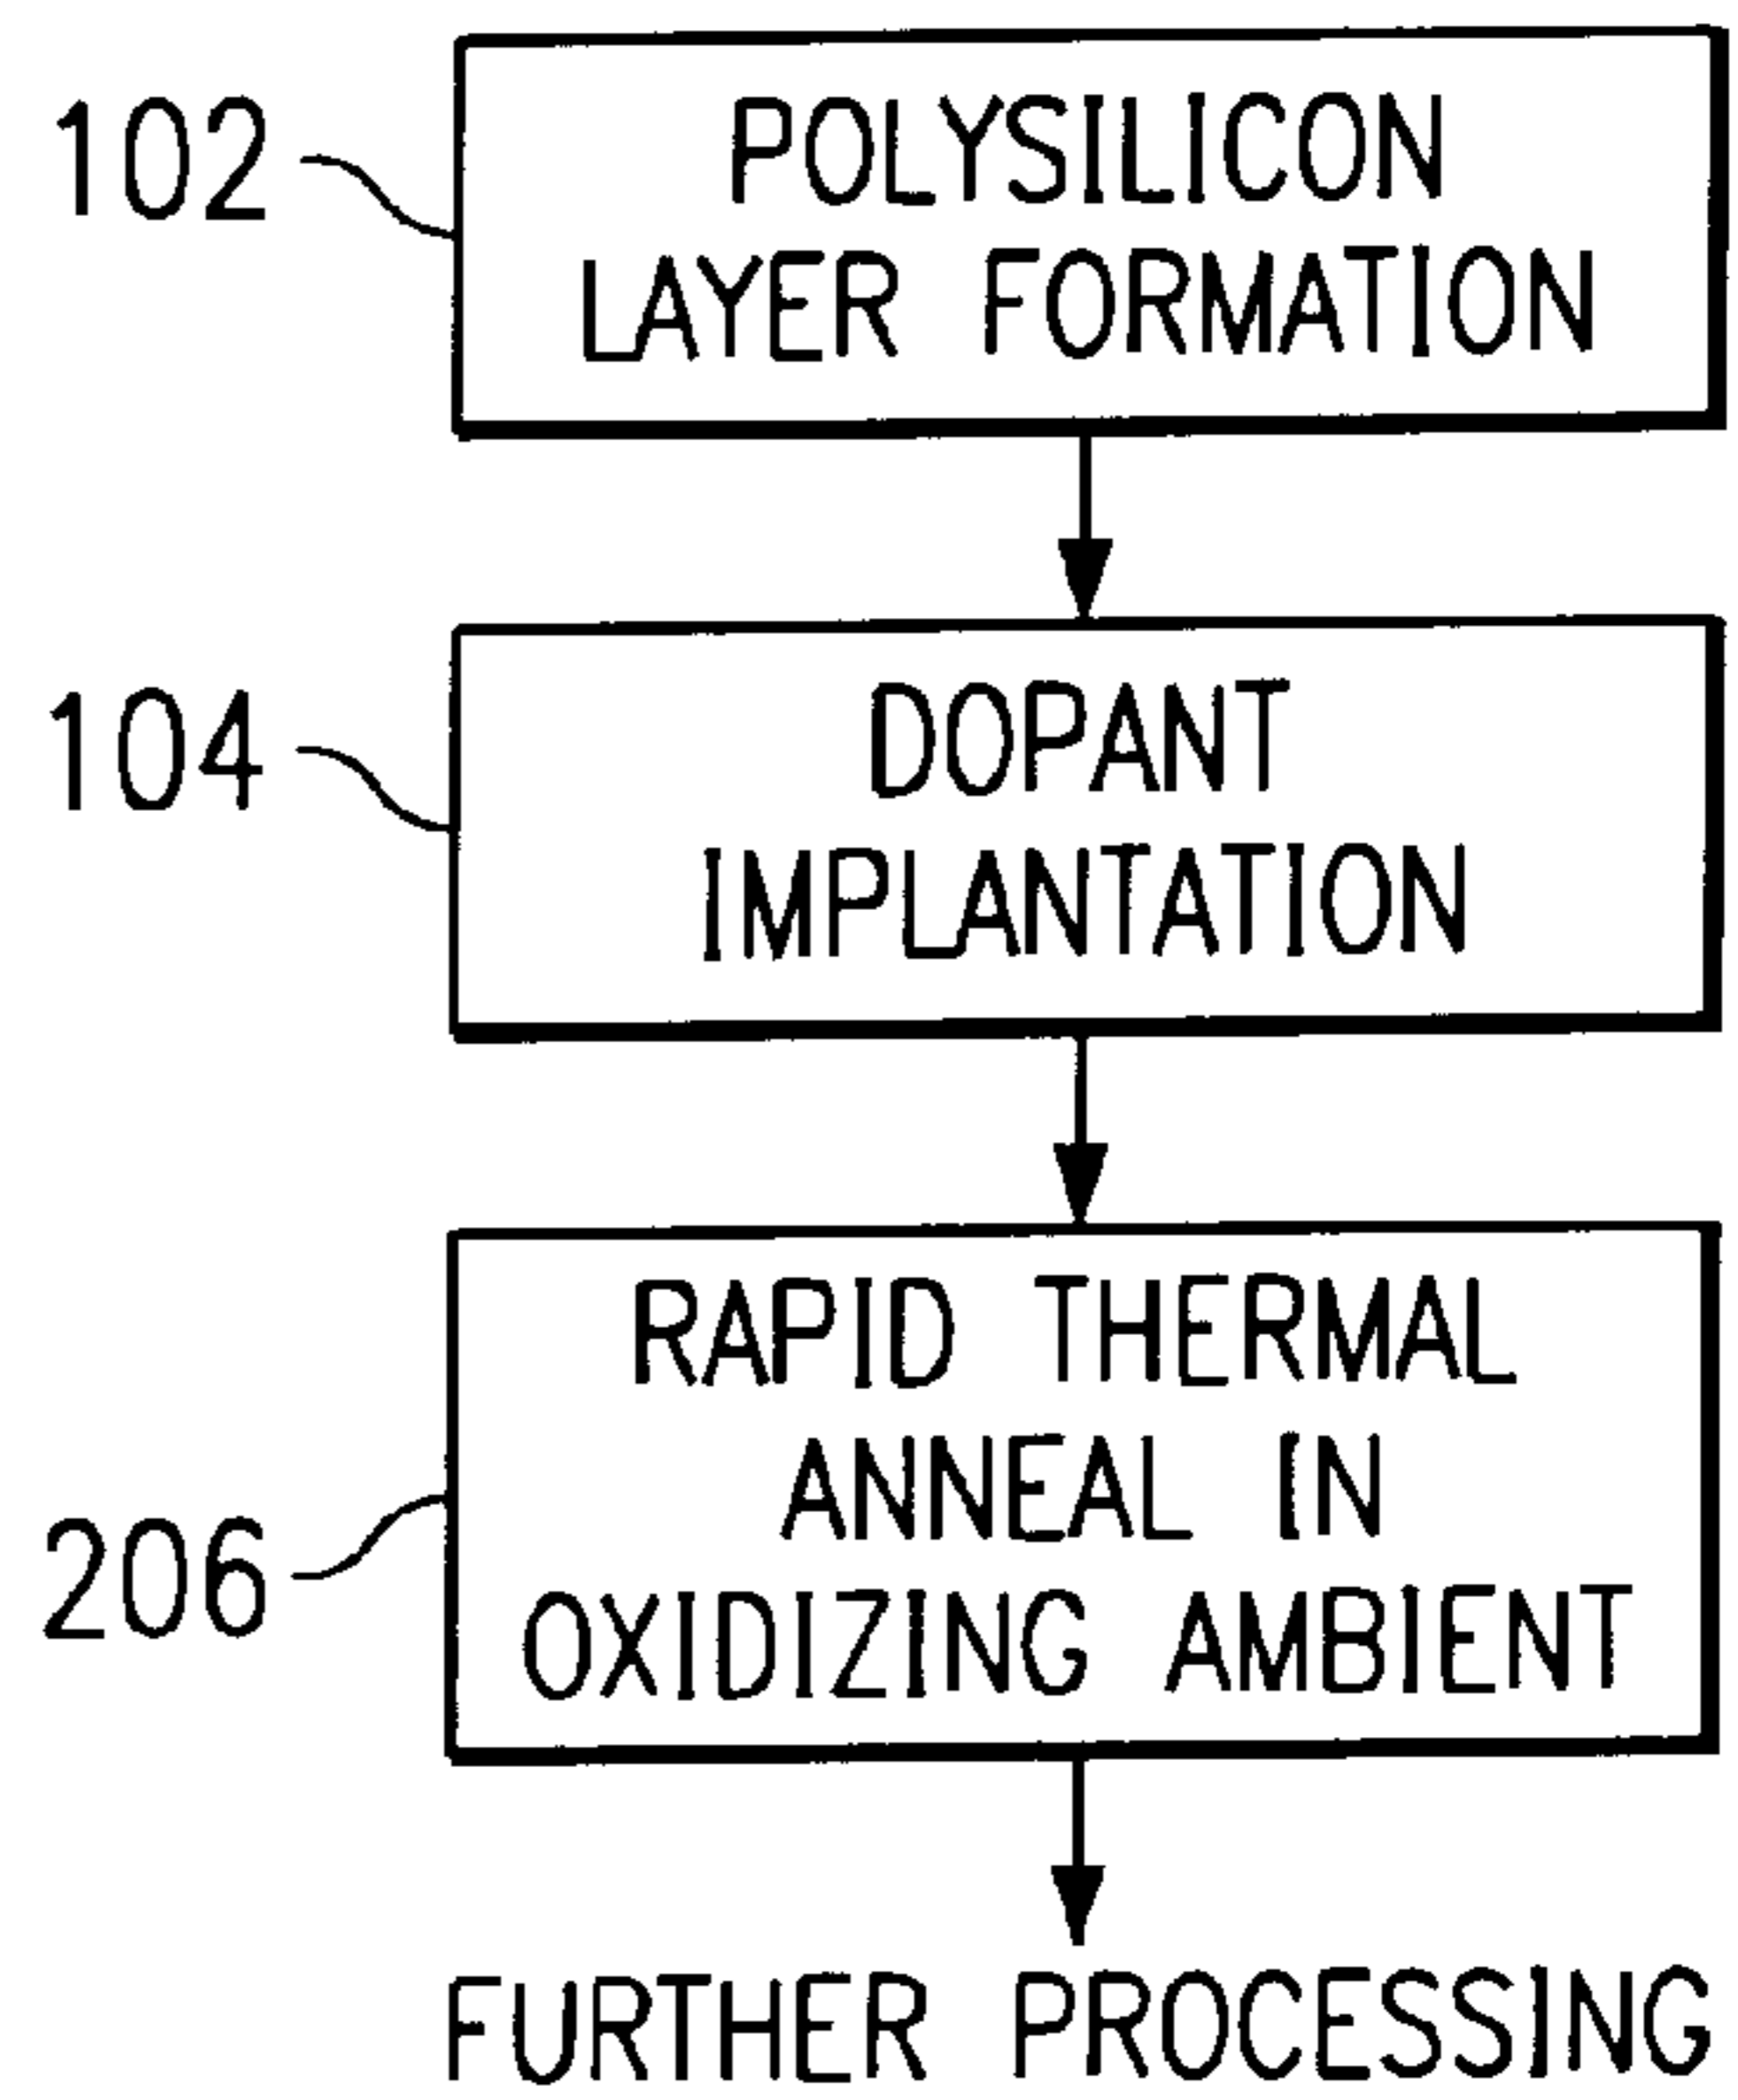 102
POLYSILICON
LAYER FORMATION
104
DOPANT
IMPLANTATION
206
RAPID THERMAL
ANNEAL IN
OXIDIZING AMBIENT
FURTHER PROCESSING